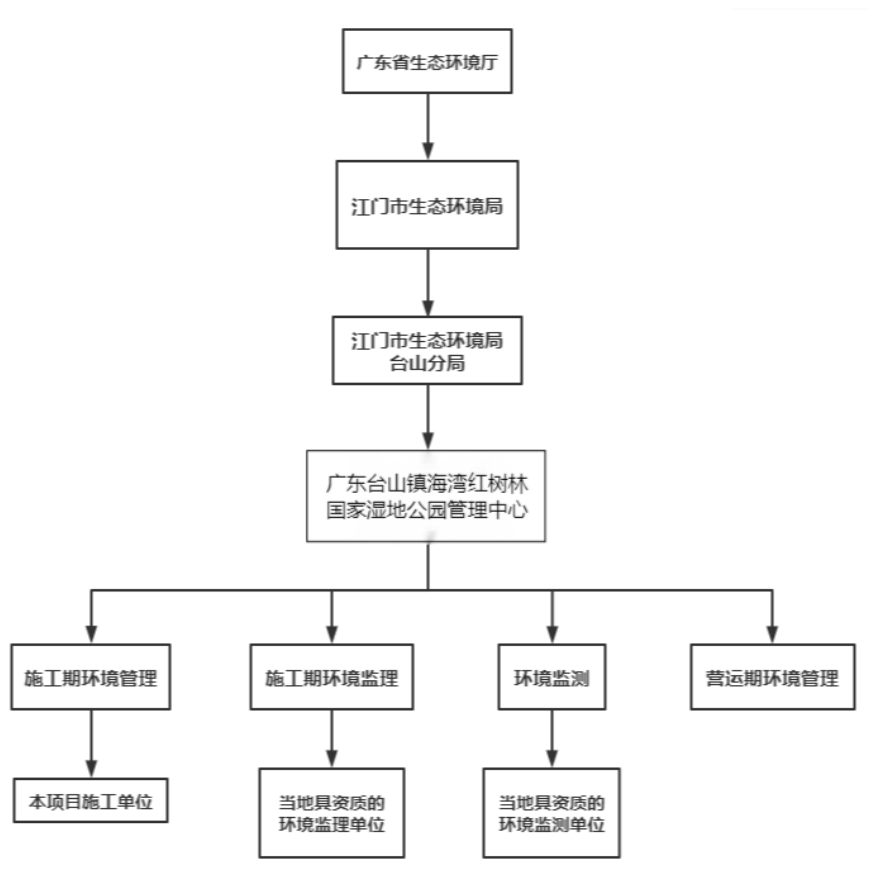 广东省生态环境厅
江门市生态环境局
江门市生态环境局
台山分局
广东台山镇海湾红树林
国家湿地公园管理中心
施工期环境管理
施工期环境监理
环境监测
营运期环境管理
本项目施工单位
当地具资质的
环境监理单位
当地具资质的
环境监测单位